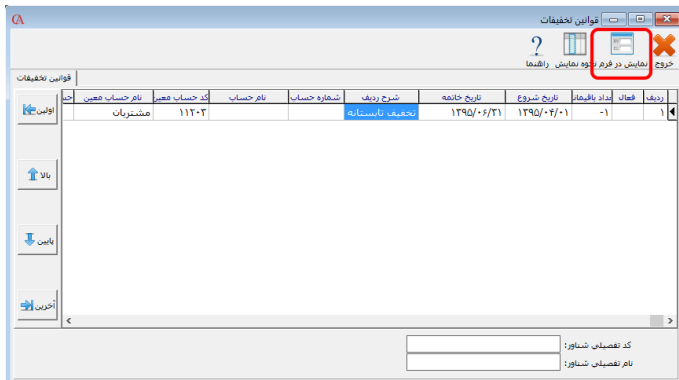 قوانین تخفیفات
خروج نمایش در فرم نحوه نمایش راهنما
قوانین تخفیفات
ردیف فعال تعداد باقیماند تاریخ شروع تاریخ خاتمه شرح ردیف شماره حساب نام حساب کد حساب معین نام حساب معین
۱ -۱ ۱۳۹۵/۰۴/۰۱ ۱۳۹۵/۰۶/۳۱ تخفیف تابستانه ۱۱۲۰۳ مشتریان
اولین
بالا
پایین
آخرین
کد تفصیلی شناور:
نام تفصیلی شناور: